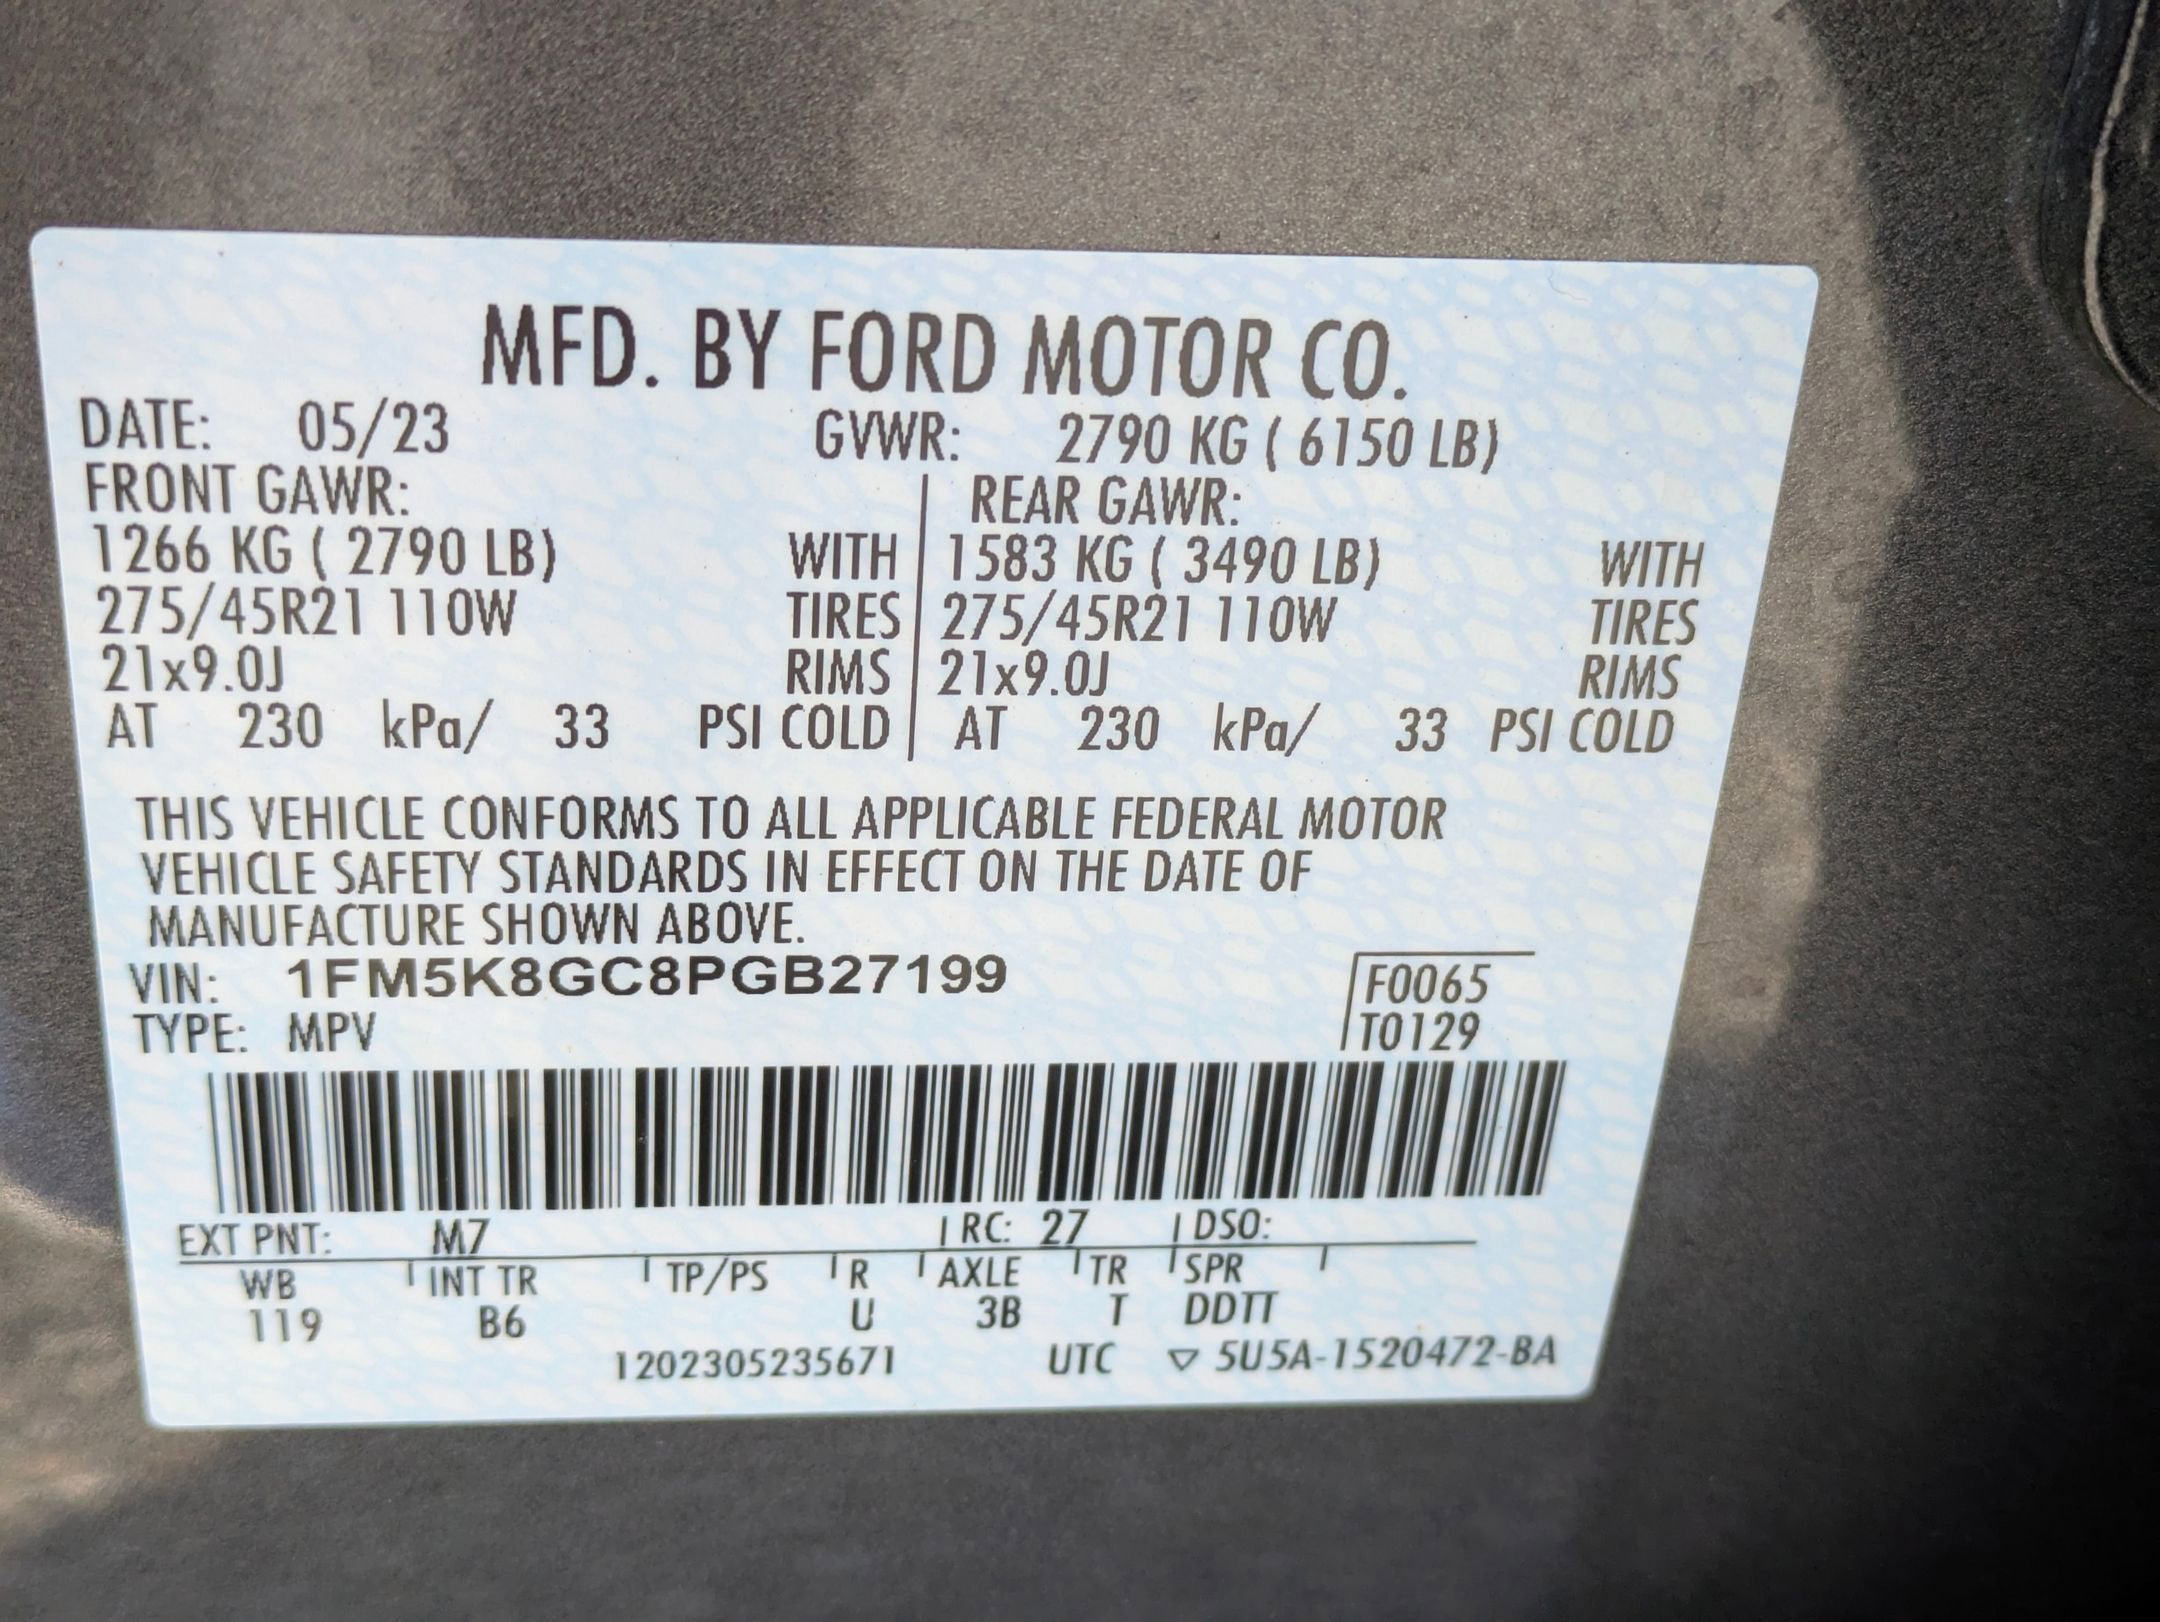 MFD. BY FORD MOTOR CO.
DATE: 05/23 GVWR: 2790 KG ( 6150 LB)
FRONT GAWR: REAR GAWR:
1266 KG ( 2790 LB) WITH 1583 KG ( 3490 LB) WITH
275/45R21 110W TIRES 275/45R21 110W TIRES
21x9.0J RIMS 21x9.0J RIMS
AT 230 kPa/ 33 PSI COLD AT 230 kPa/ 33 PSI COLD
THIS VEHICLE CONFORMS TO ALL APPLICABLE FEDERAL MOTOR
VEHICLE SAFETY STANDARDS IN EFFECT ON THE DATE OF
MANUFACTURE SHOWN ABOVE.
VIN: 1FM5K8GC8PGB27199 F0065
TYPE: MPV T0129
EXT PNT: M7 RC: 27 DSO:
WB INT TR TP/PS R AXLE TR SPR
119 B6 U 3B T DDTT
1202305235671 UTC ▽ 5U5A-1520472-BA